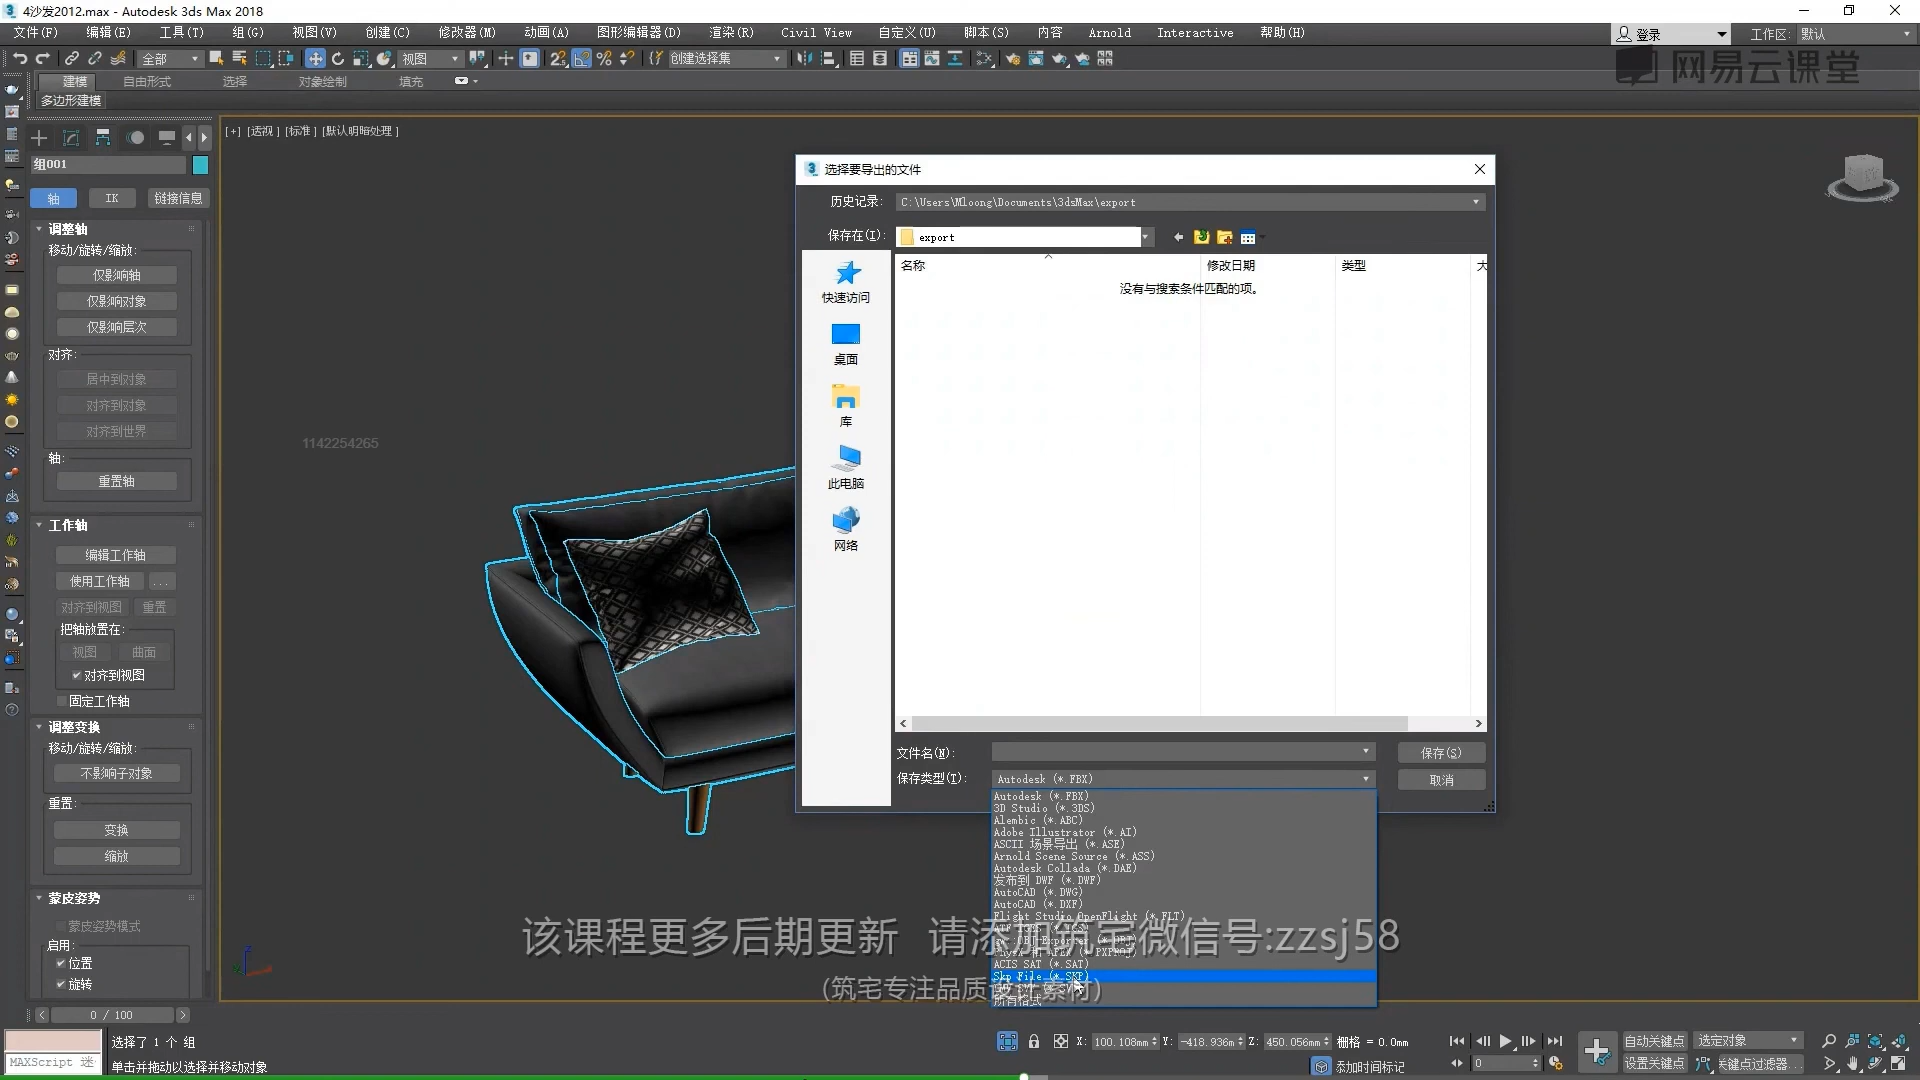 4沙发2012.max - Autodesk 3ds Max 2018
文件(F) 编辑(E) 工具(T) 组(G) 视图(V) 创建(C) 修改器(M) 动画(A) 图形编辑器(D) 渲染(R) Civil View 自定义(U) 脚本(S) 内容 Arnold Interactive 帮助(H) 登录 工作区: 默认
全部 视图 创建选择集
网易云课堂
建模 自由形式 选择 对象绘制 填充
多边形建模
[+] [透视] [标准] [默认明暗处理]
组001
轴 IK 链接信息
调整轴
移动/旋转/缩放:
仅影响轴
仅影响对象
仅影响层次
对齐:
居中到对象
对齐到对象
对齐到世界
轴:
重置轴
工作轴
编辑工作轴
使用工作轴 ...
对齐到视图 重置
把轴放置在:
视图 曲面
对齐到视图
固定工作轴
调整变换
移动/旋转/缩放:
不影响子对象
重置:
变换
缩放
蒙皮姿势
蒙皮姿势模式
启用:
位置
旋转
1142254265
选择要导出的文件
历史记录: C:\Users\Mloong\Documents\3dsMax\export
保存在(I): export
快速访问
桌面
库
此电脑
网络
名称 修改日期 类型 大
没有与搜索条件匹配的项。
文件名(N): 保存(S)
保存类型(T): Autodesk (*.FBX) 取消
Autodesk (*.FBX)
3D Studio (*.3DS)
Alembic (*.ABC)
Adobe Illustrator (*.AI)
ASCII 场景导出 (*.ASE)
Arnold Scene Source (*.ASS)
Autodesk Collada (*.DAE)
发布到 DWF (*.DWF)
AutoCAD (*.DWG)
AutoCAD (*.DXF)
Flight Studio OpenFlight (*.FLT)
ACIS SAT (*.SAT)
Skp File (*.SKP)
所有格式
该课程更多后期更新 请添加筑宅微信号:zzsj58
(筑宅专注品质设计素材)
0 / 100
选择了 1 个 组
X: 100.108mm Y: -418.936m Z: 450.056mm 栅格 = 0.0mm
自动关键点 选定对象
MAXScript 迷
单击并拖动以选择并移动对象
添加时间标记
0
设置关键点 关键点过滤器...